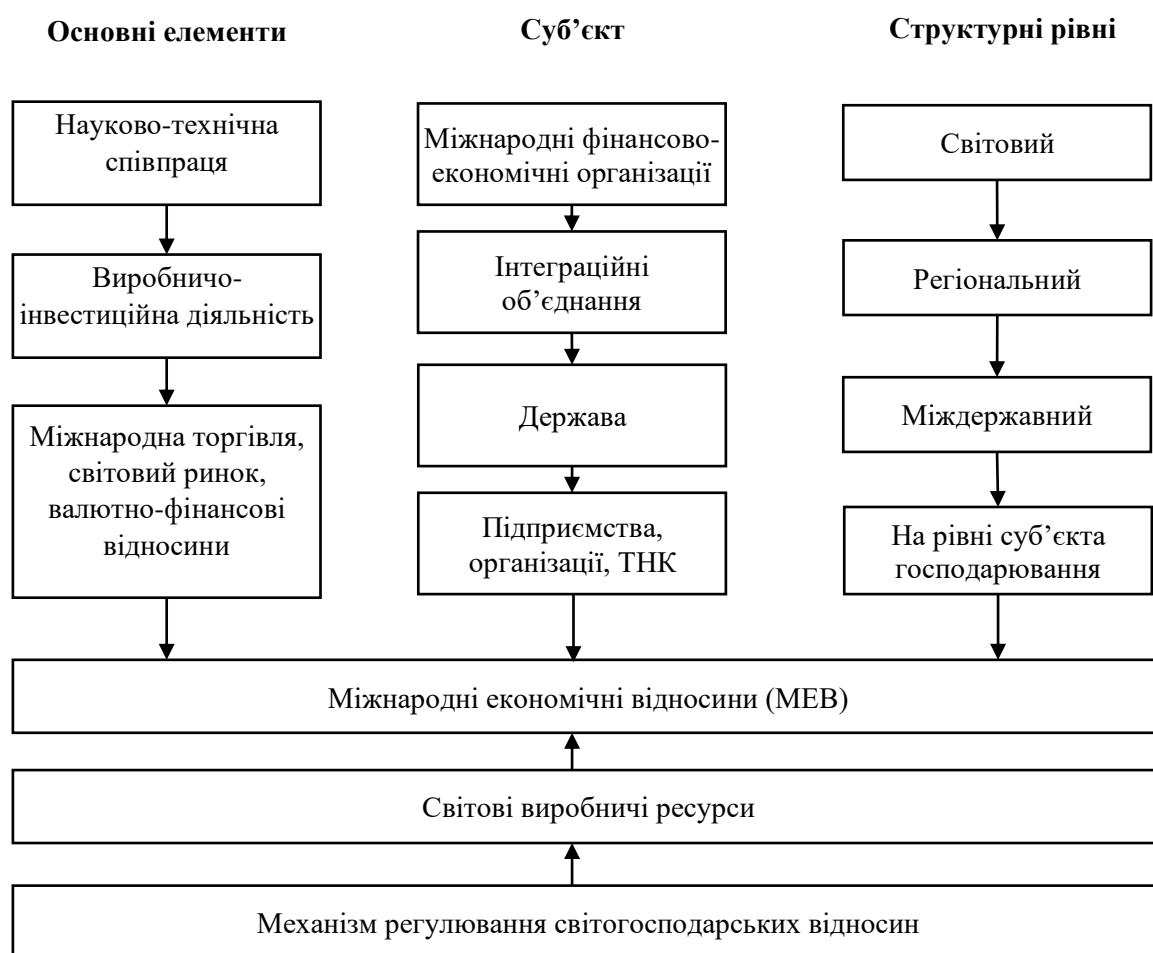 Основні елементи
Суб’єкт
Структурні рівні
Науково-технічна
співпраця
Міжнародні фінансово-
економічні організації
Світовий
Виробничо-
інвестиційна діяльність
Інтеграційні
об’єднання
Регіональний
Міжнародна торгівля,
світовий ринок,
валютно-фінансові
відносини
Держава
Міждержавний
Підприємства,
організації, ТНК
На рівні суб’єкта
господарювання
Міжнародні економічні відносини (МЕВ)
Світові виробничі ресурси
Механізм регулювання світогосподарських відносин